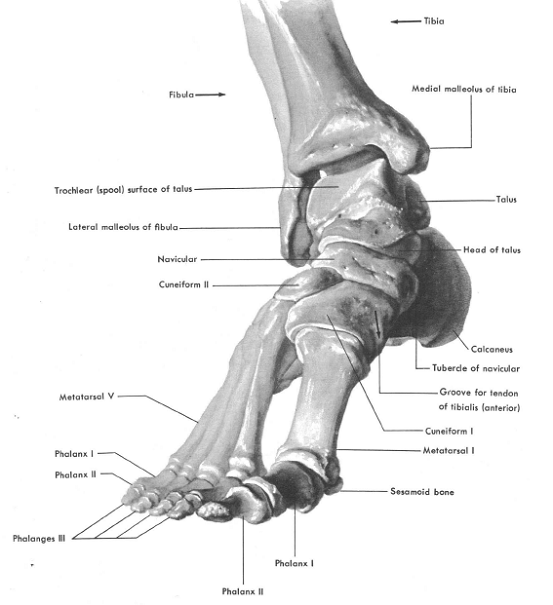 Tibia
Medial malleolus of tibia
Fibula
Trochlear (spool) surface of talus
Talus
Lateral malleolus of fibula
Head of talus
Navicular
Cuneiform II
Calcaneus
Tubercle of navicular
Groove for tendon
of tibialis (anterior)
Metatarsal V
Cuneiform I
Metatarsal I
Phalanx I
Phalanx II
Sesamoid bone
Phalanges III
Phalanx I
Phalanx II